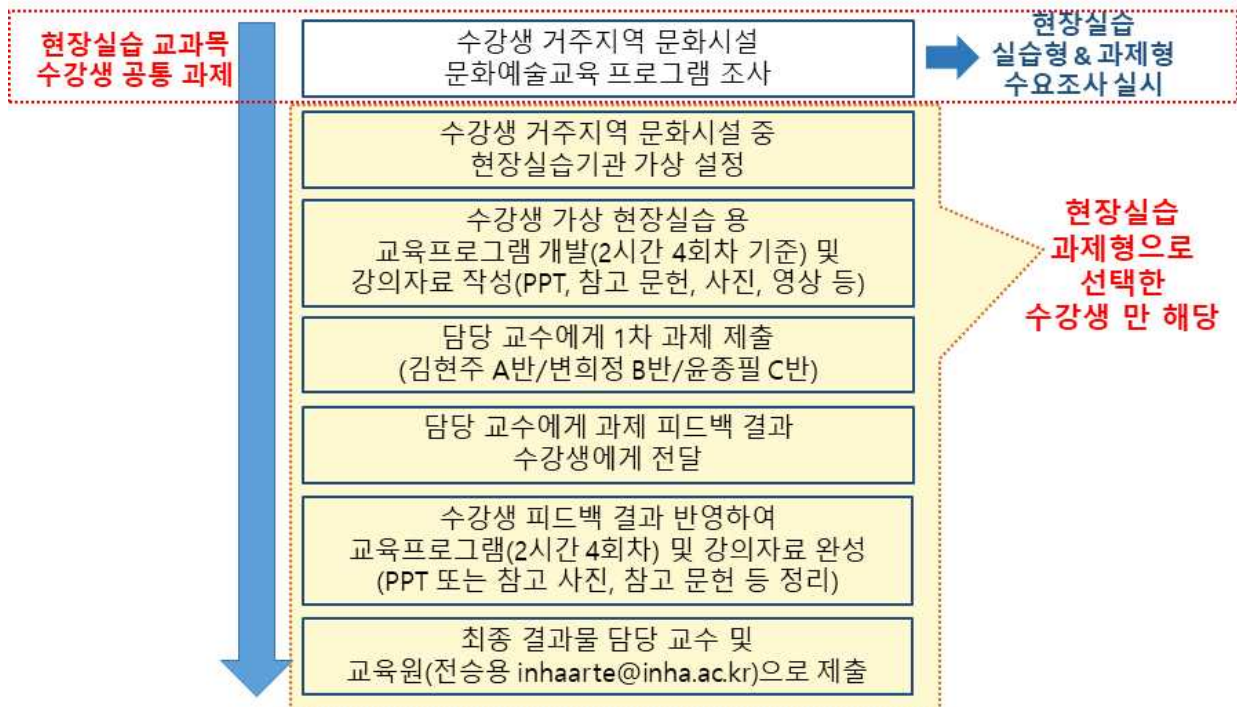 현장실습 교과목
수강생 공통 과제
수강생 거주지역 문화시설
문화예술교육 프로그램 조사
현장실습
실습형 & 과제형
수요조사 실시
수강생 거주지역 문화시설 중
현장실습기관 가상 설정
수강생 가상 현장실습 용
교육프로그램 개발(2시간 4회차 기준) 및
강의자료 작성(PPT, 참고 문헌, 사진, 영상 등)
현장실습
과제형으로
선택한
수강생 만 해당
담당 교수에게 1차 과제 제출
(김현주 A반/변희정 B반/윤종필 C반)
담당 교수에게 과제 피드백 결과
수강생에게 전달
수강생 피드백 결과 반영하여
교육프로그램(2시간 4회차) 및 강의자료 완성
(PPT 또는 참고 사진, 참고 문헌 등 정리)
최종 결과물 담당 교수 및
교육원(전승용 inhaarte@inha.ac.kr)으로 제출